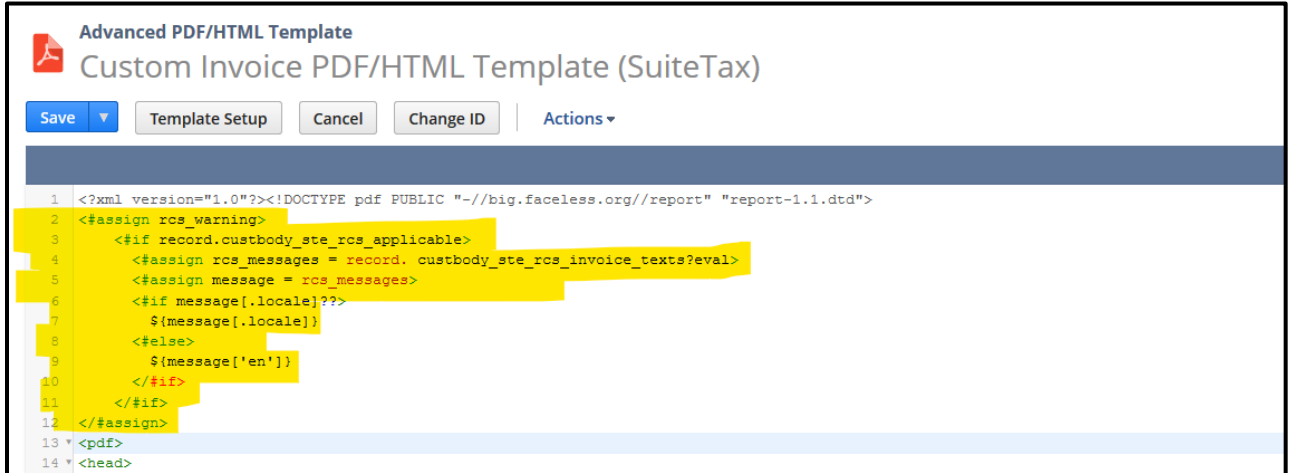 Advanced PDF/HTML Template
Custom Invoice PDF/HTML Template (SuiteTax)
Save ▼ Template Setup Cancel Change ID Actions ▾
1 <?xml version="1.0"?><!DOCTYPE pdf PUBLIC "-//big.faceless.org//report" "report-1.1.dtd">
2 <#assign rcs_warning>
3 <#if record.custbody_ste_rcs_applicable>
4 <#assign rcs_messages = record. custbody_ste_rcs_invoice_texts?eval>
5 <#assign message = rcs_messages>
6 <#if message[.locale]??>
7 ${message[.locale]}
8 <#else>
9 ${message['en']}
10 </#if>
11 </#if>
12 </#assign>
13 ▾ <pdf>
14 ▾ <head>